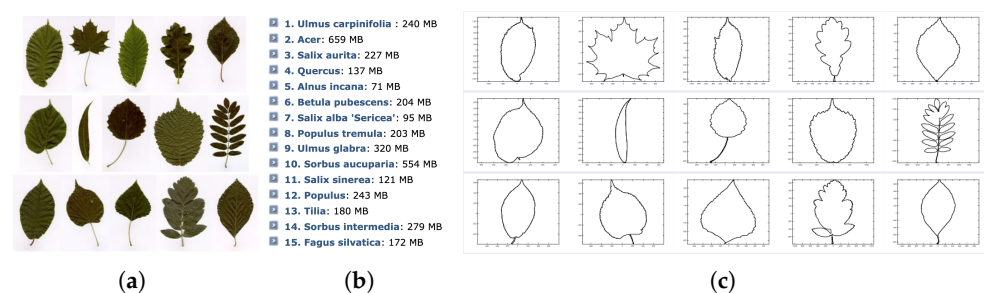 1. Ulmus carpinifolia : 240 MB
2. Acer: 659 MB
3. Salix aurita: 227 MB
4. Quercus: 137 MB
5. Alnus incana: 71 MB
6. Betula pubescens: 204 MB
7. Salix alba 'Sericea': 95 MB
8. Populus tremula: 203 MB
9. Ulmus glabra: 320 MB
10. Sorbus aucuparia: 554 MB
11. Salix sinerea: 121 MB
12. Populus: 243 MB
13. Tilia: 180 MB
14. Sorbus intermedia: 279 MB
15. Fagus silvatica: 172 MB
(a) (b) (c)